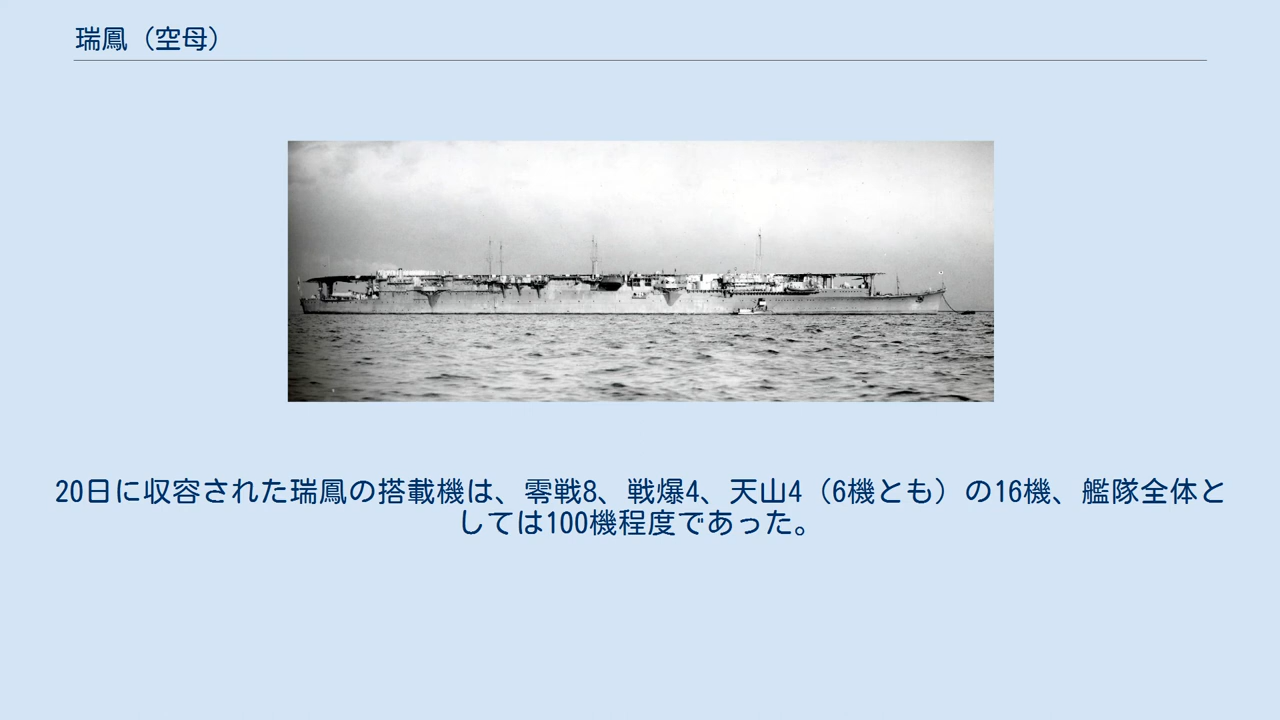 瑞鳳（空母）
20日に収容された瑞鳳の搭載機は、零戦8、戦爆4、天山4（6機とも）の16機、艦隊全体と
しては100機程度であった。